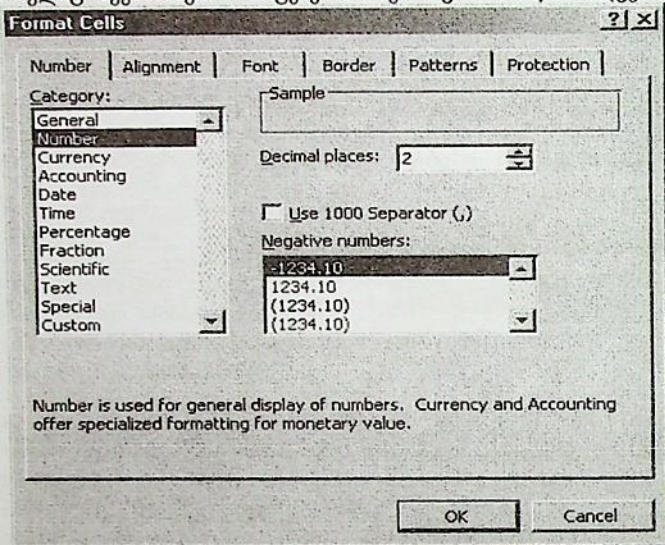 Format Cells
Number Alignment Font Border Patterns Protection
Category:
General
Number
Currency
Accounting
Date
Time
Percentage
Fraction
Scientific
Text
Special
Custom
Sample
Decimal places: 2
Use 1000 Separator (,)
Negative numbers:
-1234.10
1234.10
(1234.10)
(1234.10)
Number is used for general display of numbers. Currency and Accounting
offer specialized formatting for monetary value.
OK Cancel